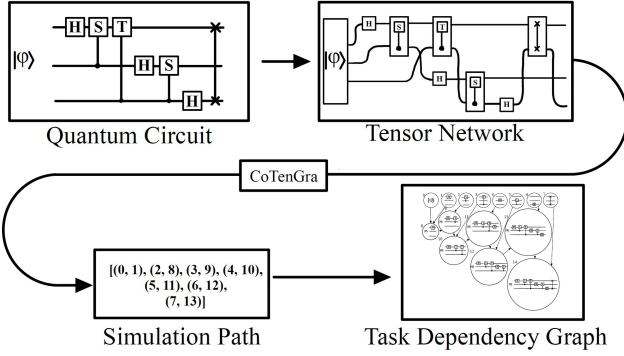 |φ⟩ H S T
H S
H
Quantum Circuit
|φ⟩ H S T
H
S
H
Tensor Network
CoTenGra
[(0, 1), (2, 8), (3, 9), (4, 10),
(5, 11), (6, 12),
(7, 13)]
Simulation Path
Task Dependency Graph